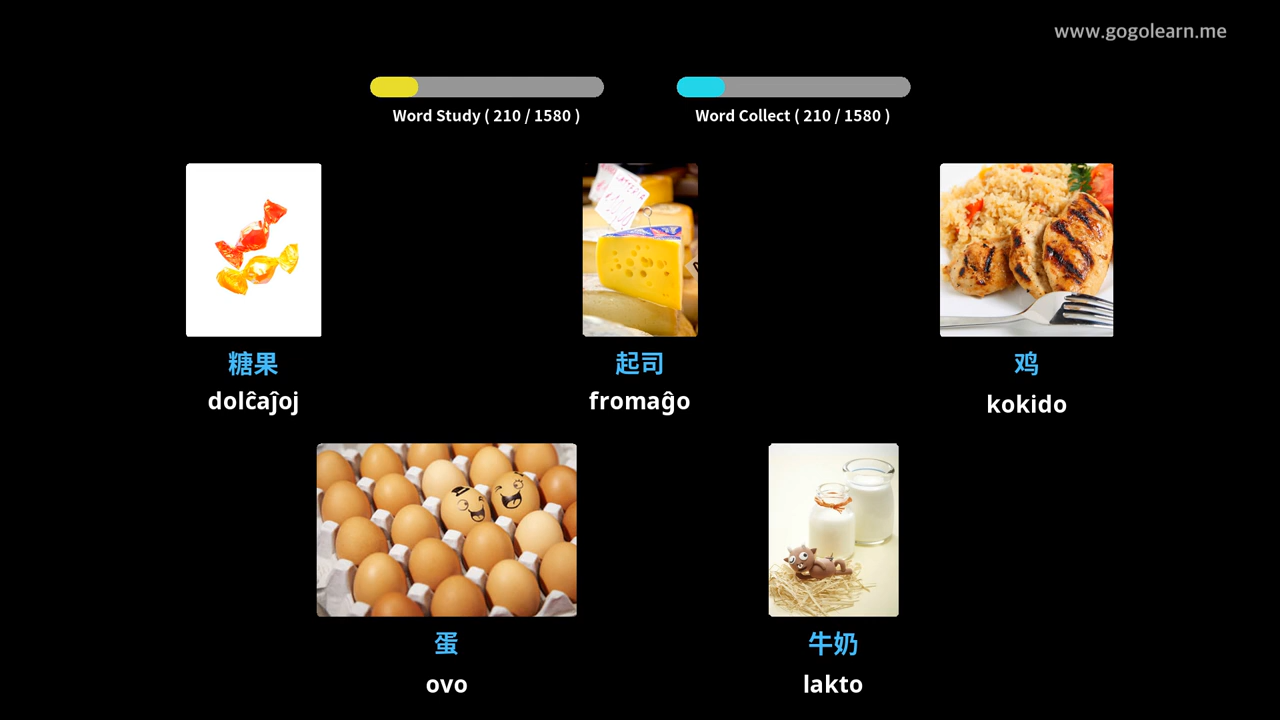 www.gogolearn.me
Word Study ( 210 / 1580 )
Word Collect ( 210 / 1580 )
糖果
起司
鸡
dolĉaĵoj
fromaĝo
kokido
蛋
牛奶
ovo
lakto